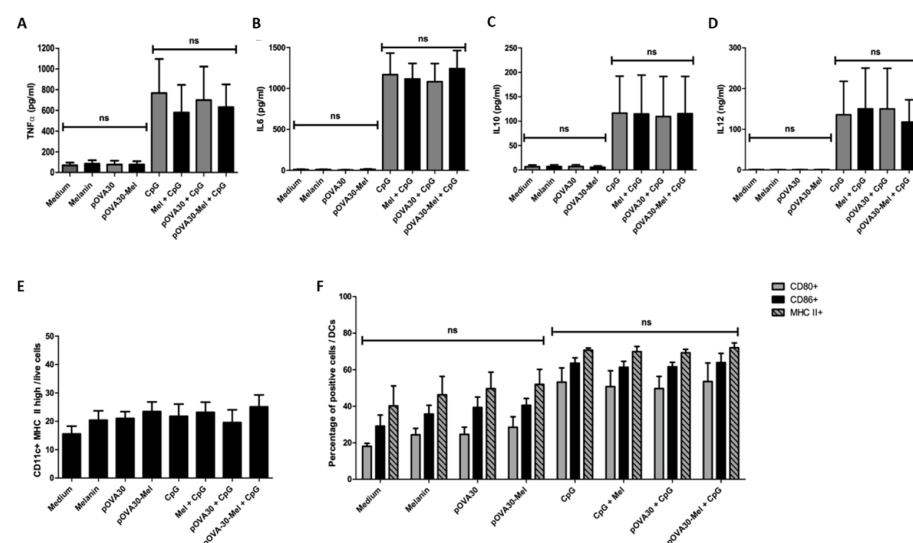 A
ns
ns
TNFα (pg/ml)
1200
1000
800
600
400
200
0
Medium
Melanin
pOVA30
pOVA30-Mel
CpG
Mel + CpG
pOVA30 + CpG
pOVA30-Mel + CpG
B
ns
ns
IL6 (pg/ml)
1500
1000
500
0
Medium
Melanin
pOVA30
pOVA30-Mel
CpG
Mel + CpG
pOVA30 + CpG
pOVA30-Mel + CpG
C
ns
ns
IL10 (pg/ml)
250
200
150
100
50
0
Medium
Melanin
pOVA30
pOVA30-Mel
CpG
Mel + CpG
pOVA30 + CpG
pOVA30-Mel + CpG
D
ns
ns
IL12 (ng/ml)
300
200
100
0
Medium
Melanin
pOVA30
pOVA30-Mel
CpG
Mel + CpG
pOVA30 + CpG
pOVA30-Mel + CpG
E
CD11c+ MHC II high /live cells
50
40
30
20
10
0
Medium
Melanin
pOVA30
pOVA30-Mel
CpG
Mel + CpG
pOVA30 + CpG
pOVA-30-Mel + CpG
F
ns
ns
Percentage of positive cells / DCs
100
80
60
40
20
0
Medium
Melanin
pOVA30
pOVA30-Mel
CpG
CpG + Mel
pOVA30 + CpG
pOVA30-Mel + CpG
CD80+
CD86+
MHC II+